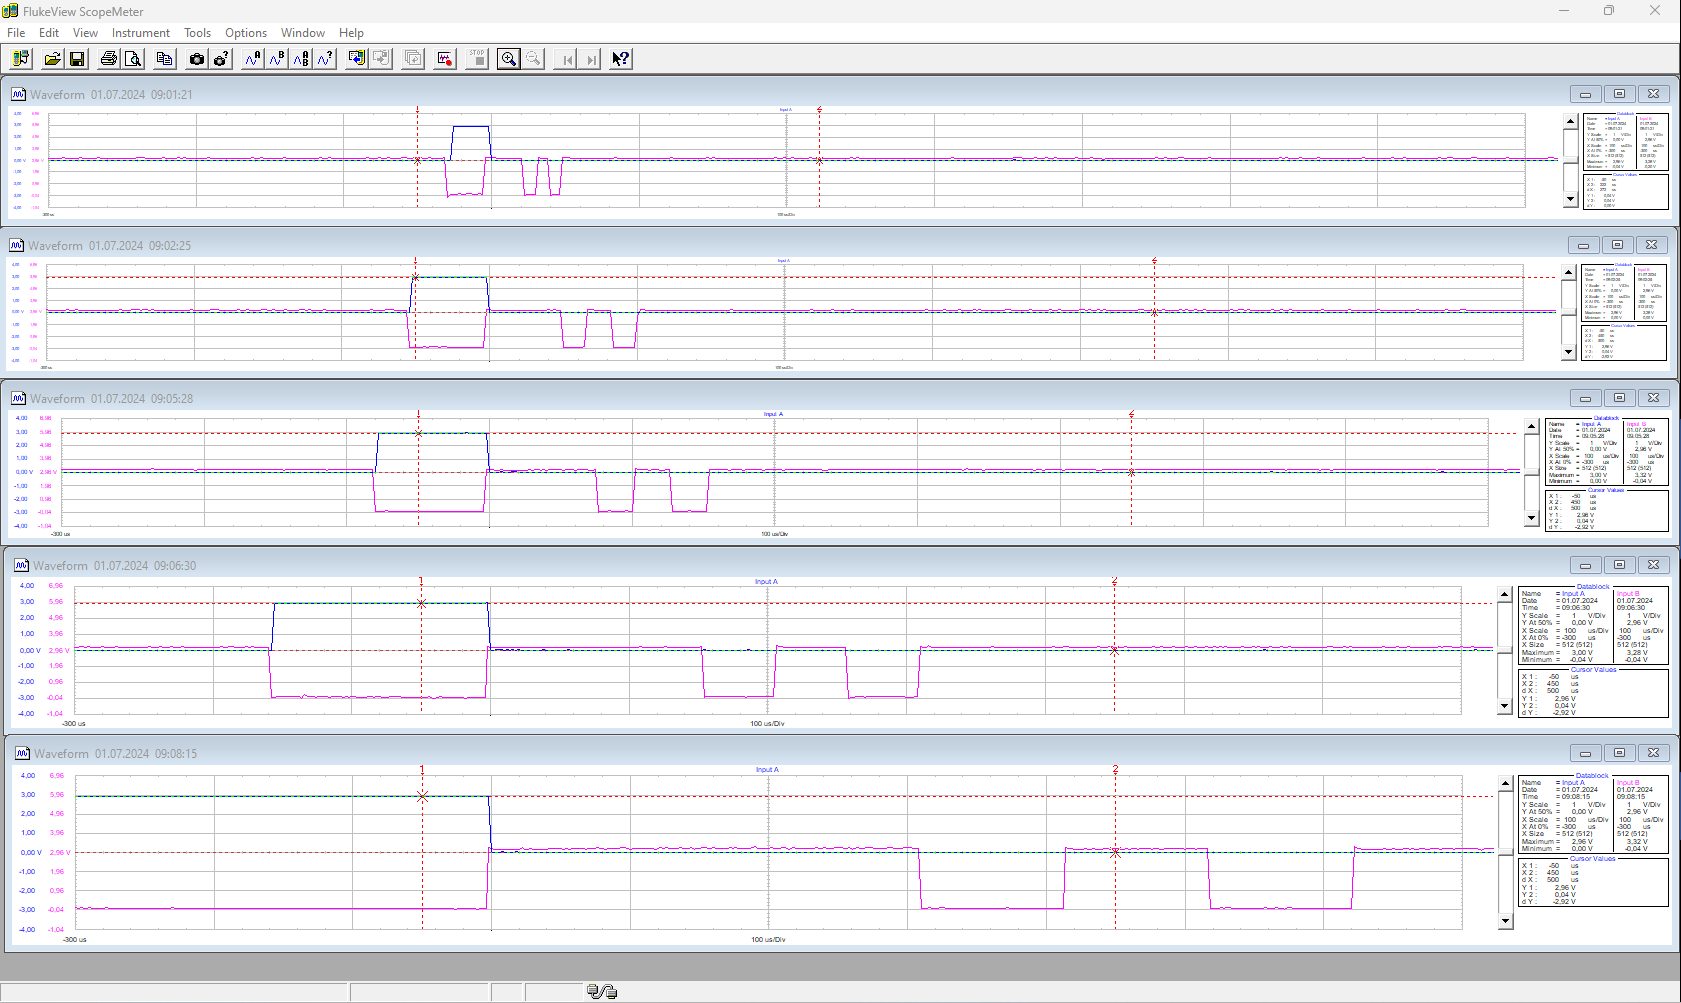 FlukeView ScopeMeter
File Edit View Instrument Tools Options Window Help
STOP
Waveform 01.07.2024 09:01:21
Input A
Waveform 01.07.2024 09:02:25
Input A
Waveform 01.07.2024 09:05:28
Input A
4,00 6,96
3,00 5,96
2,00 4,96
1,00 3,96
0,00 V 2,96 V
-1,00 1,96
-2,00 0,96
-3,00 -0,04
-4,00 -1,04
-300 us
100 us/Div
Datablock
Name = Input A Input B
Date = 01.07.2024 01.07.2024
Time = 09:05:28 09:05:28
Y Scale = 1 V/Div 1 V/Div
Y At 50% = 0,00 V 2,96 V
X Scale = 100 us/Div 100 us/Div
X At 0% = -300 us -300 us
X Size = 512 (512) 512 (512)
Maximum = 3,00 V 3,32 V
Minimum = 0,00 V -0,04 V
Cursor Values
X 1 : -50 us
X 2 : 450 us
d X : 500 us
Y 1 : 2,96 V
Y 2 : 0,04 V
d Y : -2,92 V
Waveform 01.07.2024 09:06:30
1
Input A
2
4,00 6,96
3,00 5,96
2,00 4,96
1,00 3,96
0,00 V 2,96 V
-1,00 1,96
-2,00 0,96
-3,00 -0,04
-4,00 -1,04
-300 us
100 us/Div
Datablock
Name = Input A Input B
Date = 01.07.2024 01.07.2024
Time = 09:06:30 09:06:30
Y Scale = 1 V/Div 1 V/Div
Y At 50% = 0,00 V 2,96 V
X Scale = 100 us/Div 100 us/Div
X At 0% = -300 us -300 us
X Size = 512 (512) 512 (512)
Maximum = 3,00 V 3,28 V
Minimum = -0,04 V -0,04 V
Cursor Values
X 1 : -50 us
X 2 : 450 us
d X : 500 us
Y 1 : 2,96 V
Y 2 : 0,04 V
d Y : -2,92 V
Waveform 01.07.2024 09:08:15
1
Input A
2
4,00 6,96
3,00 5,96
2,00 4,96
1,00 3,96
0,00 V 2,96 V
-1,00 1,96
-2,00 0,96
-3,00 -0,04
-4,00 -1,04
-300 us
100 us/Div
Datablock
Name = Input A Input B
Date = 01.07.2024 01.07.2024
Time = 09:08:15 09:08:15
Y Scale = 1 V/Div 1 V/Div
Y At 50% = 0,00 V 2,96 V
X Scale = 100 us/Div 100 us/Div
X At 0% = -300 us -300 us
X Size = 512 (512) 512 (512)
Maximum = 2,96 V 3,32 V
Minimum = 0,00 V -0,04 V
Cursor Values
X 1 : -50 us
X 2 : 450 us
d X : 500 us
Y 1 : 2,96 V
Y 2 : 0,04 V
d Y : -2,92 V